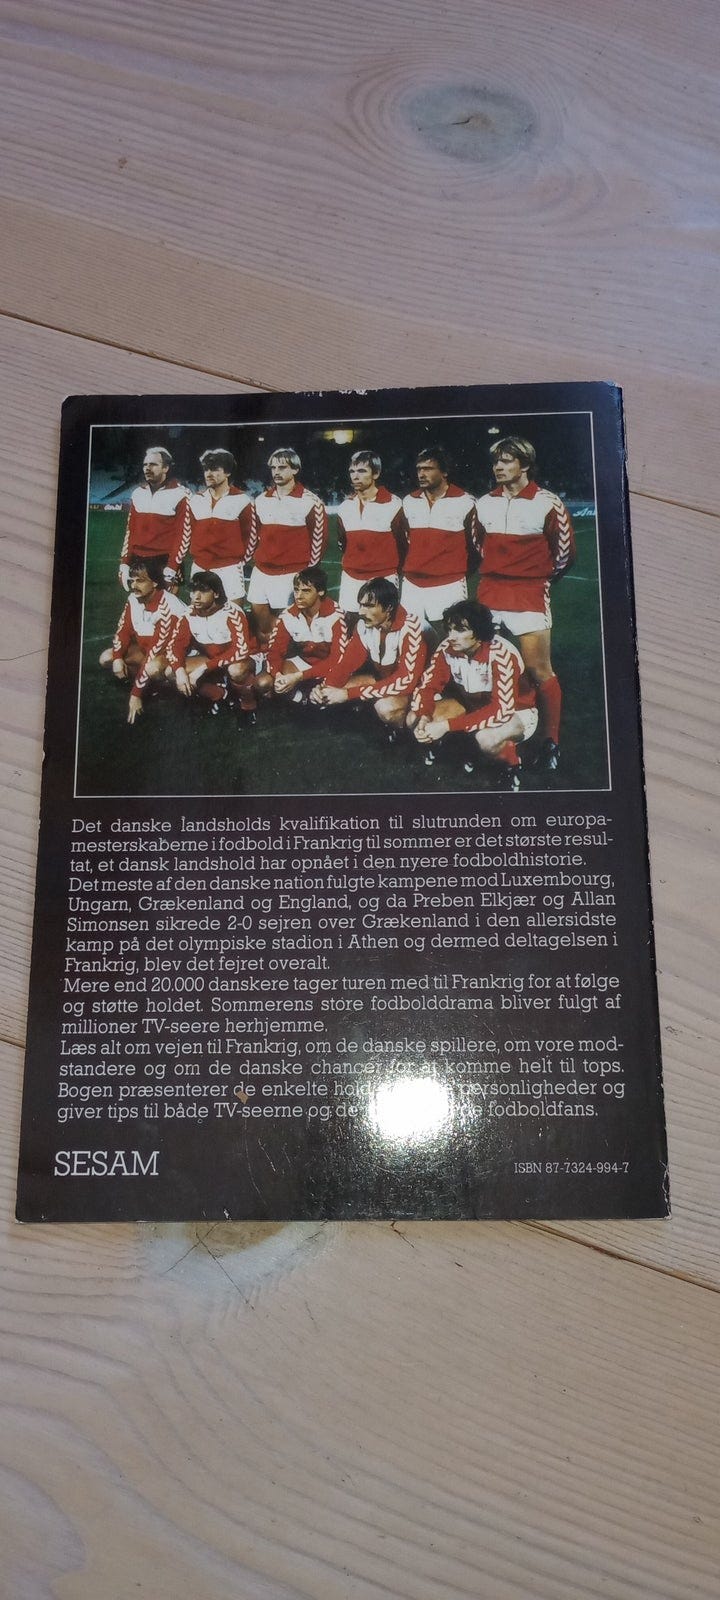 Det danske landsholds kvalifikation til slutrunden om europa-
mesterskaberne i fodbold i Frankrig til sommer er det største resul-
tat, et dansk landshold har opnået i den nyere fodboldhistorie.
Det meste af den danske nation fulgte kampene mod Luxembourg,
Ungarn, Grækenland og England, og da Preben Elkjær og Allan
Simonsen sikrede 2-0 sejren over Grækenland i den allersidste
kamp på det olympiske stadion i Athen og dermed deltagelsen i
Frankrig, blev det fejret overalt.
Mere end 20.000 danskere tager turen med til Frankrig for at følge
og støtte holdet. Sommerens store fodbolddrama bliver fulgt af
millioner TV-seere herhjemme.
Læs alt om vejen til Frankrig, om de danske spillere, om vore mod-
standere og om de danske chancer for at komme helt til tops.
Bogen præsenterer de enkelte personligheder og
giver tips til både TV-seerne og fodboldfans.
SESAM
ISBN 87-7324-994-7